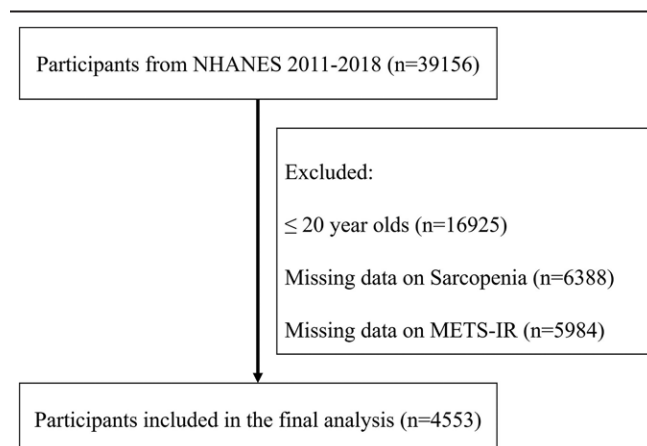 Participants from NHANES 2011-2018 (n=39156)
Excluded:
≤ 20 year olds (n=16925)
Missing data on Sarcopenia (n=6388)
Missing data on METS-IR (n=5984)
Participants included in the final analysis (n=4553)